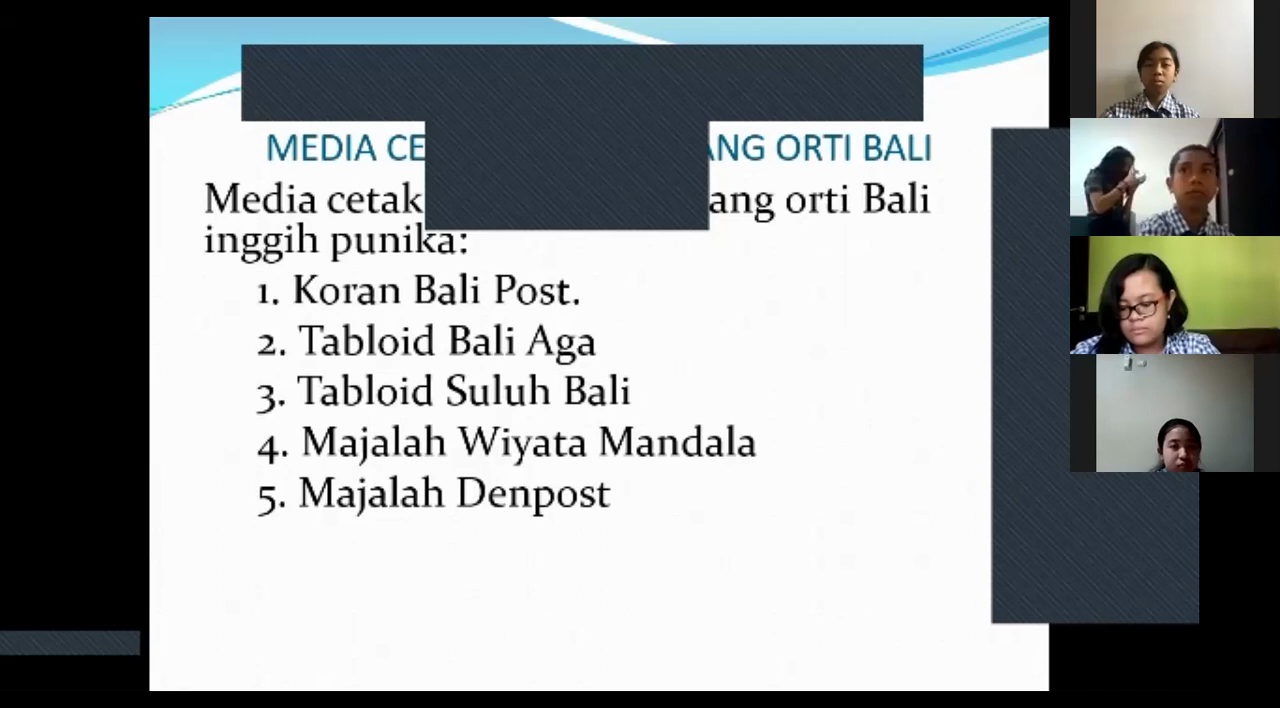 MEDIA CE ANG ORTI BALI
Media cetak ang orti Bali
inggih punika:
1. Koran Bali Post.
2. Tabloid Bali Aga
3. Tabloid Suluh Bali
4. Majalah Wiyata Mandala
5. Majalah Denpost